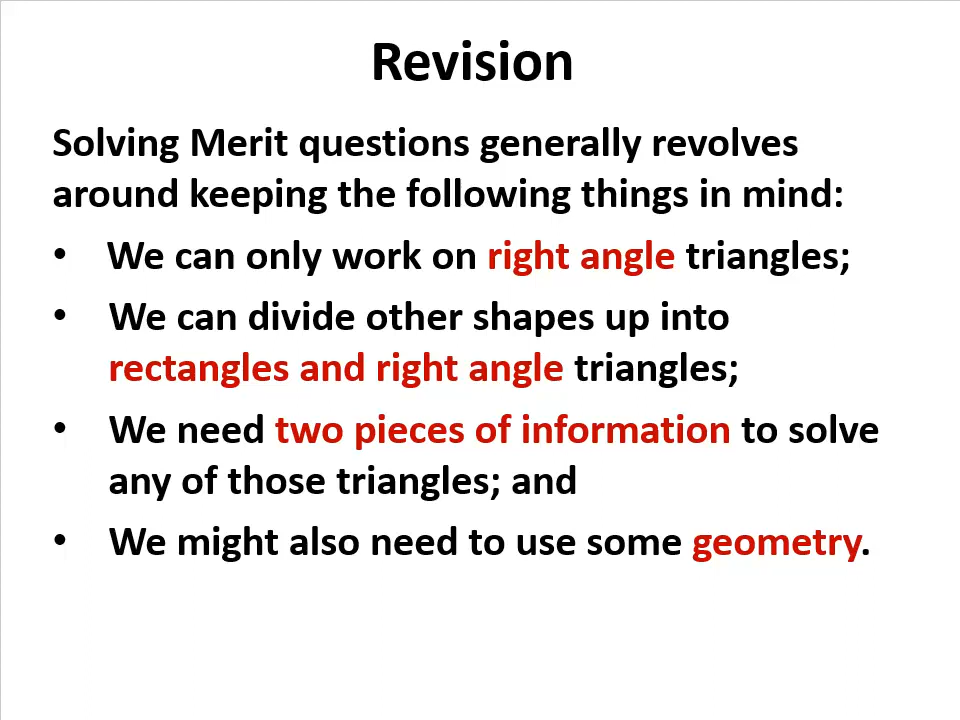 Revision
Solving Merit questions generally revolves
around keeping the following things in mind:
• We can only work on right angle triangles;
• We can divide other shapes up into
rectangles and right angle triangles;
• We need two pieces of information to solve
any of those triangles; and
• We might also need to use some geometry.